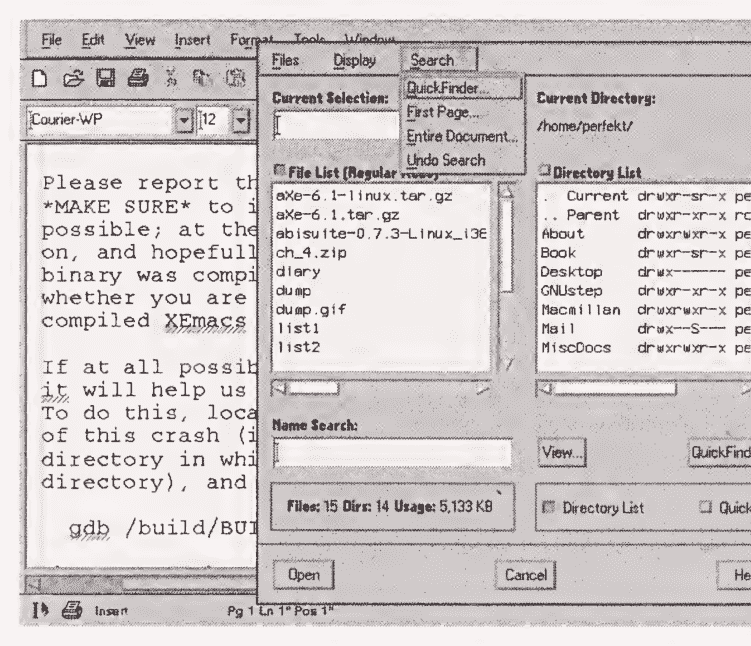 File Edit View Insert Format Tools Window
Files Display Search
QuickFinder...
First Page...
Entire Document...
Undo Search
Current Selection:
Current Directory:
/home/perfekt/
Courier-WP 12
File List (Regular
Directory List
aXe-6.1-linux.tar.gz
aXe-6.1.tar.gz
abisuite-0.7.3-Linux_i38
ch_4.zip
diary
dump
dump.gif
list1
list2
. Current drwxr-sr-x pe
.. Parent drwxr-xr-x ro
About drwxrwxr-x pe
Book drwxr-sr-x pe
Desktop drwx------ pe
GNUstep drwxr-xr-x pe
Macmillan drwxrwxr-x pe
Mail drwx--S--- pe
MiscDocs drwxrwxr-x pe
Please report th
*MAKE SURE* to i
possible; at the
on, and hopefull
binary was compi
whether you are
compiled XEmacs
If at all possib
it will help us
To do this, loca
of this crash (i
directory in whi
directory), and
gdb /build/BUI
Name Search:
View... QuickFind
Files: 15 Dirs: 14 Usage: 5,133 KB
Directory List Quick
Open Cancel He
Insert Pg 1 Ln 1" Pos 1"